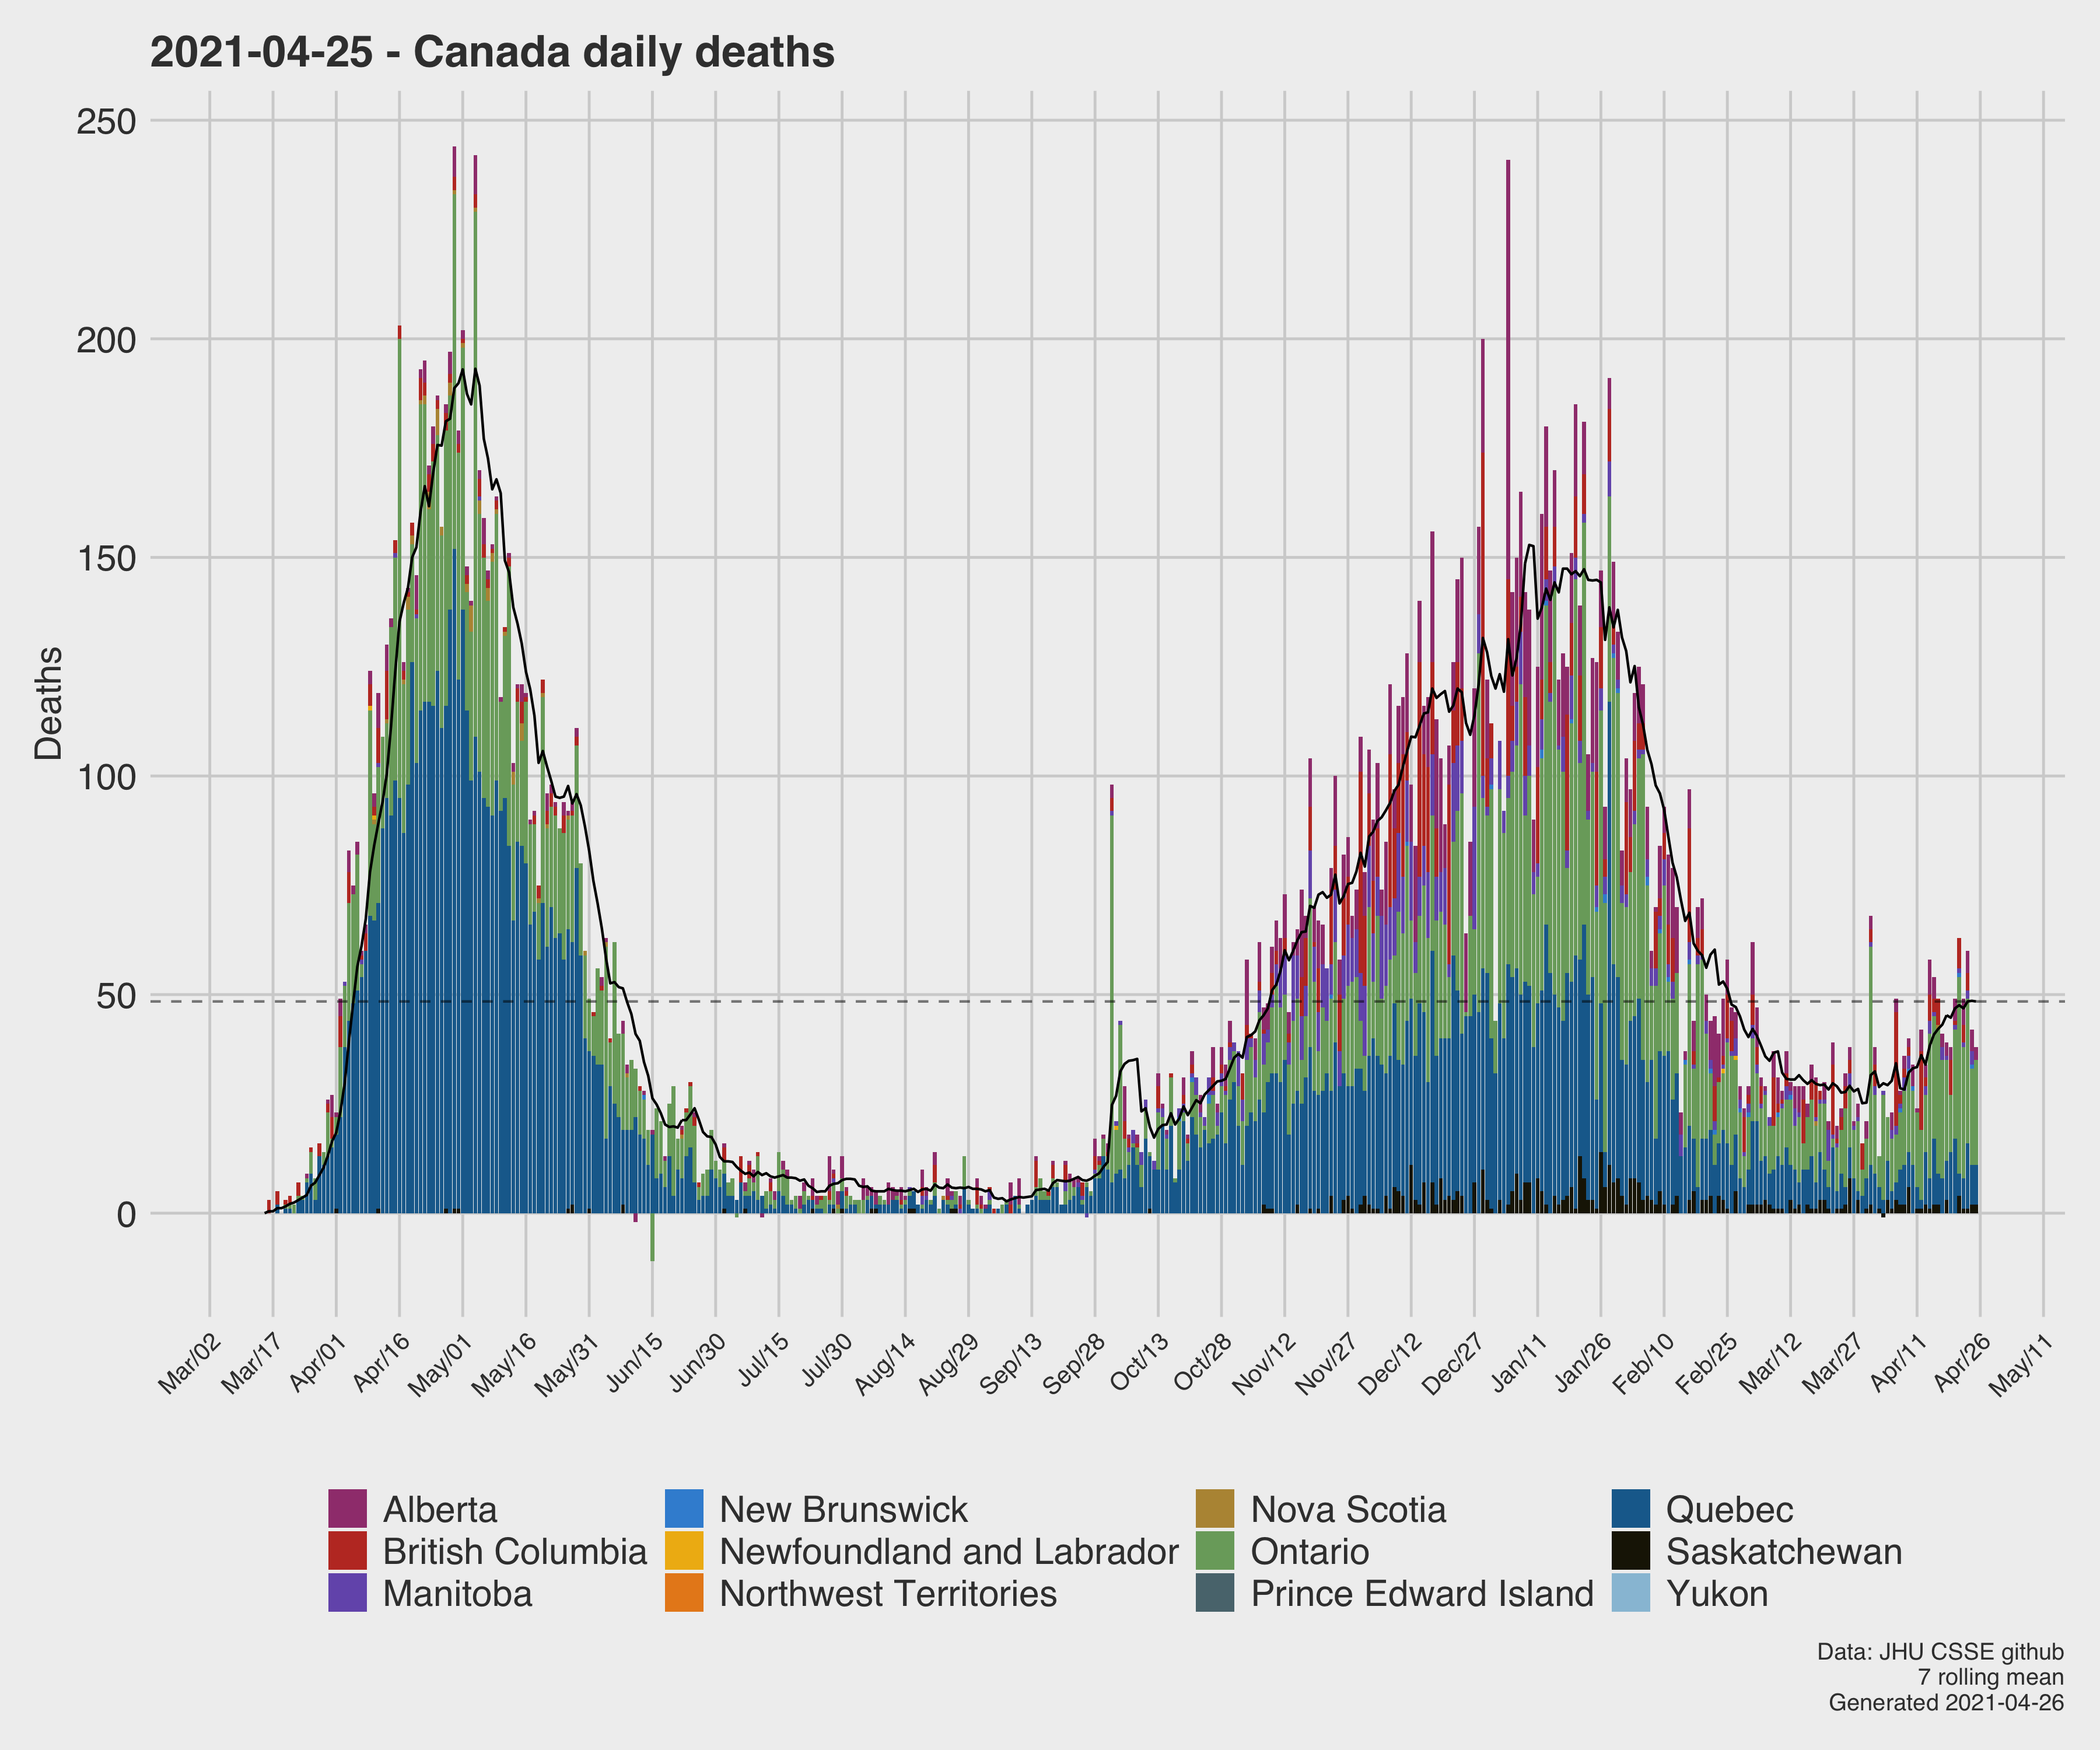 2021-04-25 - Canada daily deaths
250
200
150
100
50
0
Deaths
Mar/02 Mar/17 Apr/01 Apr/16 May/01 May/16 May/31 Jun/15 Jun/30 Jul/15 Jul/30 Aug/14 Aug/29 Sep/13 Sep/28 Oct/13 Oct/28 Nov/12 Nov/27 Dec/12 Dec/27 Jan/11 Jan/26 Feb/10 Feb/25 Mar/12 Mar/27 Apr/11 Apr/26 May/11
Alberta New Brunswick Nova Scotia Quebec
British Columbia Newfoundland and Labrador Ontario Saskatchewan
Manitoba Northwest Territories Prince Edward Island Yukon
Data: JHU CSSE github
7 rolling mean
Generated 2021-04-26